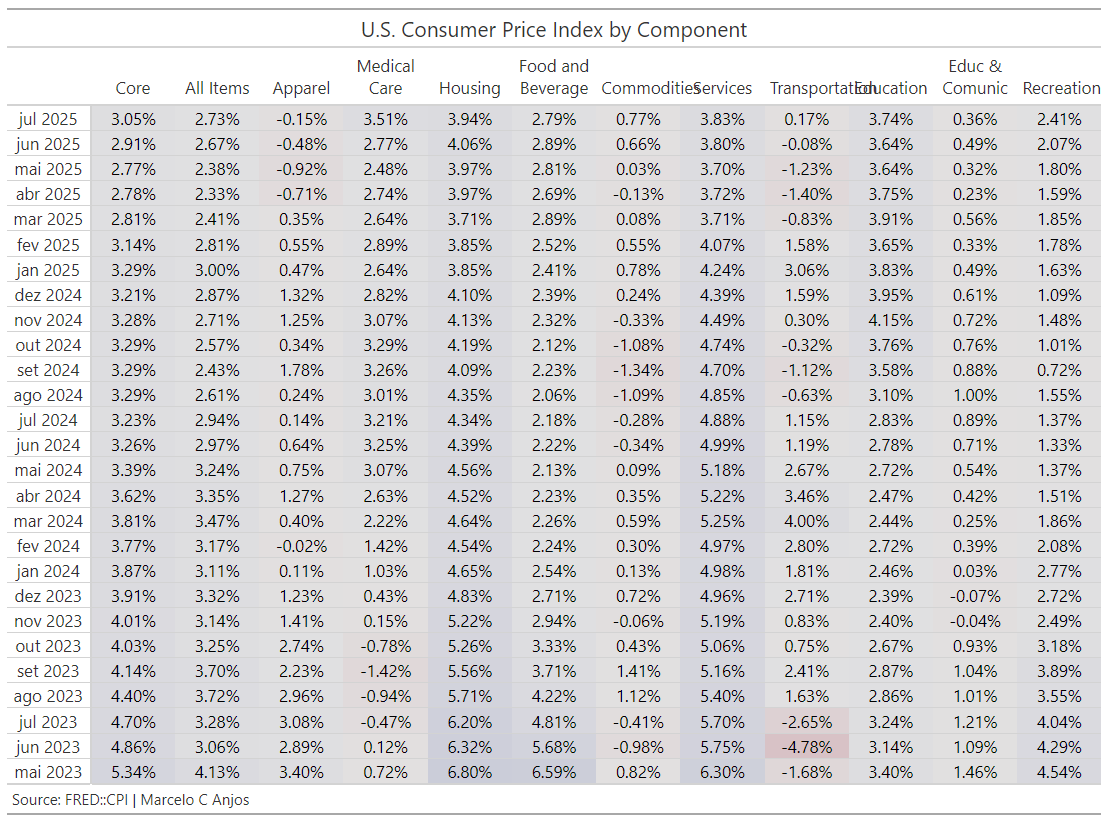 U.S. Consumer Price Index by Component
Core All Items Apparel Medical Care Housing Food and Beverage Commodities Services Transportation Education Educ & Comunic Recreation
jul 2025 3.05% 2.73% -0.15% 3.51% 3.94% 2.79% 0.77% 3.83% 0.17% 3.74% 0.36% 2.41%
jun 2025 2.91% 2.67% -0.48% 2.77% 4.06% 2.89% 0.66% 3.80% -0.08% 3.64% 0.49% 2.07%
mai 2025 2.77% 2.38% -0.92% 2.48% 3.97% 2.81% 0.03% 3.70% -1.23% 3.64% 0.32% 1.80%
abr 2025 2.78% 2.33% -0.71% 2.74% 3.97% 2.69% -0.13% 3.72% -1.40% 3.75% 0.23% 1.59%
mar 2025 2.81% 2.41% 0.35% 2.64% 3.71% 2.89% 0.08% 3.71% -0.83% 3.91% 0.56% 1.85%
fev 2025 3.14% 2.81% 0.55% 2.89% 3.85% 2.52% 0.55% 4.07% 1.58% 3.65% 0.33% 1.78%
jan 2025 3.29% 3.00% 0.47% 2.64% 3.85% 2.41% 0.78% 4.24% 3.06% 3.83% 0.49% 1.63%
dez 2024 3.21% 2.87% 1.32% 2.82% 4.10% 2.39% 0.24% 4.39% 1.59% 3.95% 0.61% 1.09%
nov 2024 3.28% 2.71% 1.25% 3.07% 4.13% 2.32% -0.33% 4.49% 0.30% 4.15% 0.72% 1.48%
out 2024 3.29% 2.57% 0.34% 3.29% 4.19% 2.12% -1.08% 4.74% -0.32% 3.76% 0.76% 1.01%
set 2024 3.29% 2.43% 1.78% 3.26% 4.09% 2.23% -1.34% 4.70% -1.12% 3.58% 0.88% 0.72%
ago 2024 3.29% 2.61% 0.24% 3.01% 4.35% 2.06% -1.09% 4.85% -0.63% 3.10% 1.00% 1.55%
jul 2024 3.23% 2.94% 0.14% 3.21% 4.34% 2.18% -0.28% 4.88% 1.15% 2.83% 0.89% 1.37%
jun 2024 3.26% 2.97% 0.64% 3.25% 4.39% 2.22% -0.34% 4.99% 1.19% 2.78% 0.71% 1.33%
mai 2024 3.39% 3.24% 0.75% 3.07% 4.56% 2.13% 0.09% 5.18% 2.67% 2.72% 0.54% 1.37%
abr 2024 3.62% 3.35% 1.27% 2.63% 4.52% 2.23% 0.35% 5.22% 3.46% 2.47% 0.42% 1.51%
mar 2024 3.81% 3.47% 0.40% 2.22% 4.64% 2.26% 0.59% 5.25% 4.00% 2.44% 0.25% 1.86%
fev 2024 3.77% 3.17% -0.02% 1.42% 4.54% 2.24% 0.30% 4.97% 2.80% 2.72% 0.39% 2.08%
jan 2024 3.87% 3.11% 0.11% 1.03% 4.65% 2.54% 0.13% 4.98% 1.81% 2.46% 0.03% 2.77%
dez 2023 3.91% 3.32% 1.23% 0.43% 4.83% 2.71% 0.72% 4.96% 2.71% 2.39% -0.07% 2.72%
nov 2023 4.01% 3.14% 1.41% 0.15% 5.22% 2.94% -0.06% 5.19% 0.83% 2.40% -0.04% 2.49%
out 2023 4.03% 3.25% 2.74% -0.78% 5.26% 3.33% 0.43% 5.06% 0.75% 2.67% 0.93% 3.18%
set 2023 4.14% 3.70% 2.23% -1.42% 5.56% 3.71% 1.41% 5.16% 2.41% 2.87% 1.04% 3.89%
ago 2023 4.40% 3.72% 2.96% -0.94% 5.71% 4.22% 1.12% 5.40% 1.63% 2.86% 1.01% 3.55%
jul 2023 4.70% 3.28% 3.08% -0.47% 6.20% 4.81% -0.41% 5.70% -2.65% 3.24% 1.21% 4.04%
jun 2023 4.86% 3.06% 2.89% 0.12% 6.32% 5.68% -0.98% 5.75% -4.78% 3.14% 1.09% 4.29%
mai 2023 5.34% 4.13% 3.40% 0.72% 6.80% 6.59% 0.82% 6.30% -1.68% 3.40% 1.46% 4.54%
Source: FRED::CPI | Marcelo C Anjos